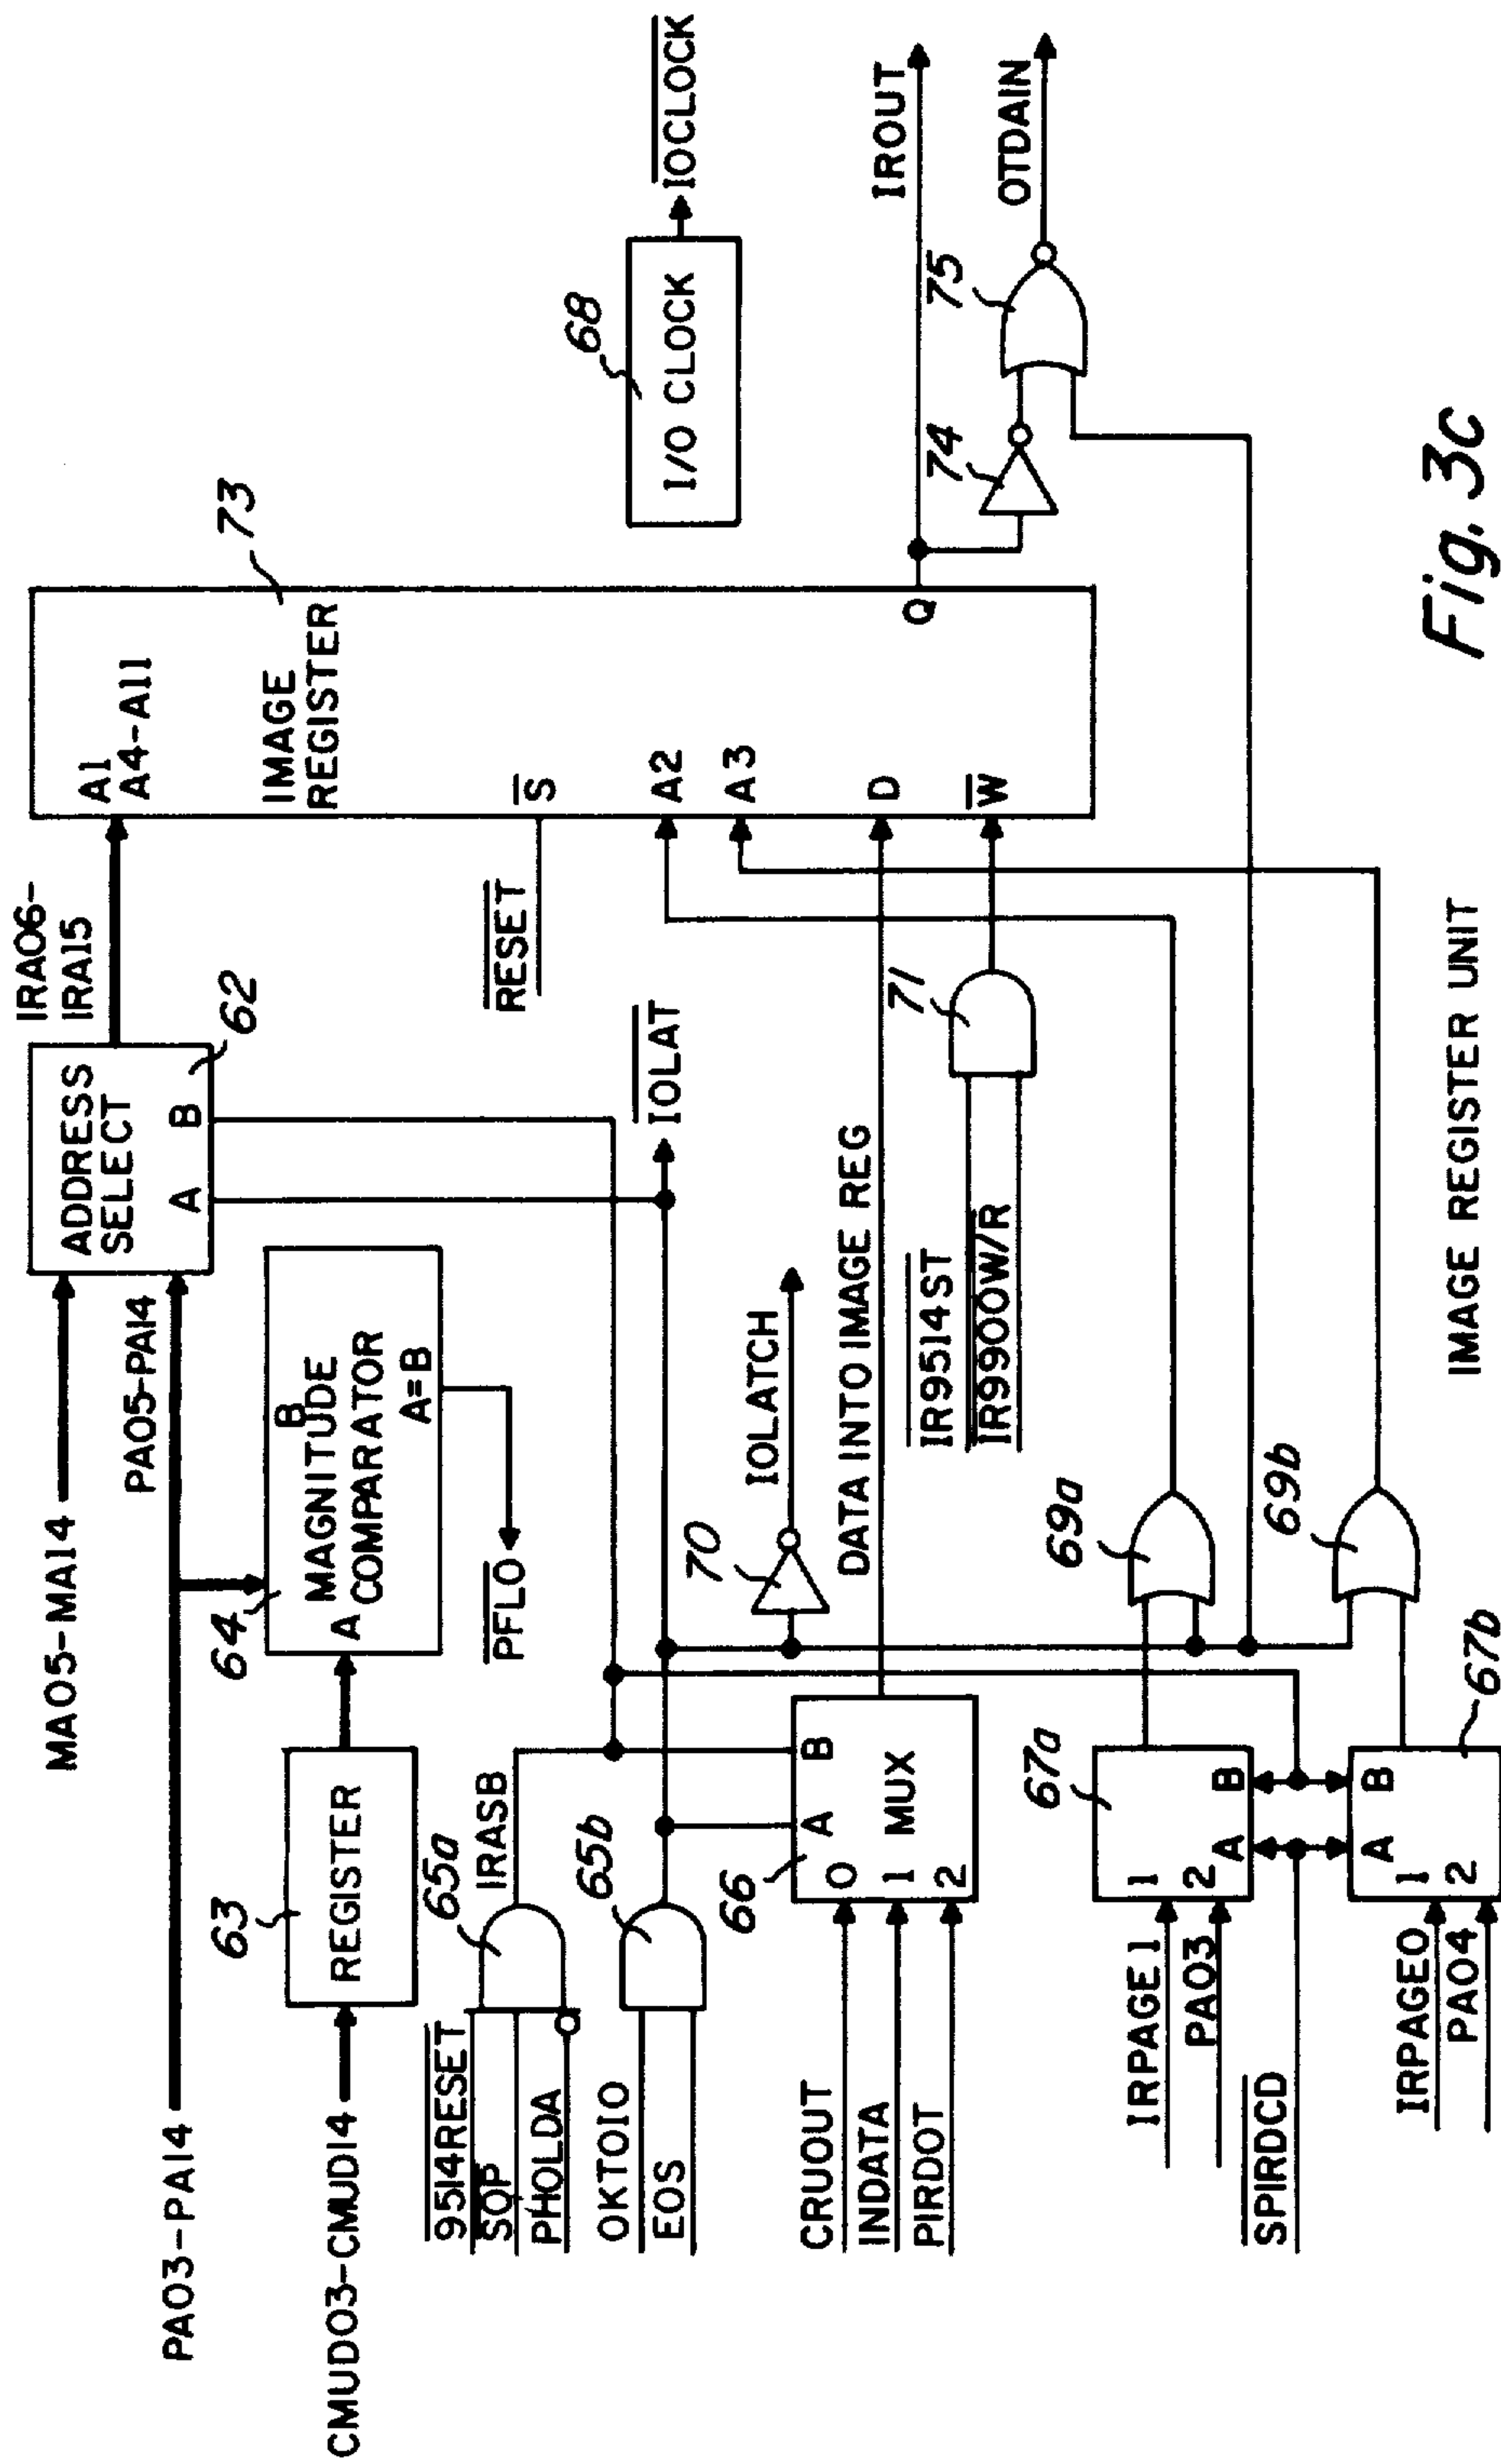 MA05-MA14
PA03-PA14
PA05-PA14
ADDRESS
SELECT
A B
62
IRA06-
IRA15
A1
A4-A11
IMAGE
REGISTER
73
S
A2
A3
D
W
Q
CMUD03-CMUD14
63
REGISTER
64
B
MAGNITUDE
A COMPARATOR
A=B
PFLO
RESET
68
I/O CLOCK
IOCLOCK
9514RESET
SOP
PHOLDA
65a
IRASB
OKTOIO
EOS
65b
IOLAT
70
IOLATCH
66
A B
0
1 MUX
2
CRUOUT
INDATA
PIRDOT
DATA INTO IMAGE REG
IR9514ST
IR9900W/R
71
IROUT
74
75
OTDAIN
IRPAGE1
PA03
67a
1
2
A B
SPIRDCD
69a
IRPAGE0
PA04
A B
1
2
67b
69b
IMAGE REGISTER UNIT
Fig. 3c